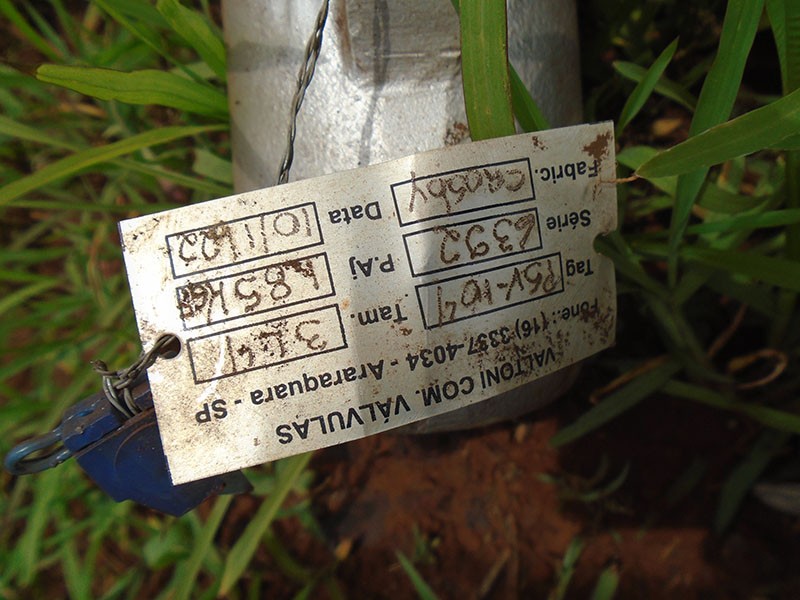 VALTONI COM. VÁLVULAS
Fone.: (16) 3337-4034 - Araraquara - SP
Tag PSV-104 Tam.
Série 6392 P.Aj
Fabric. CROSBY Data 10/11/22